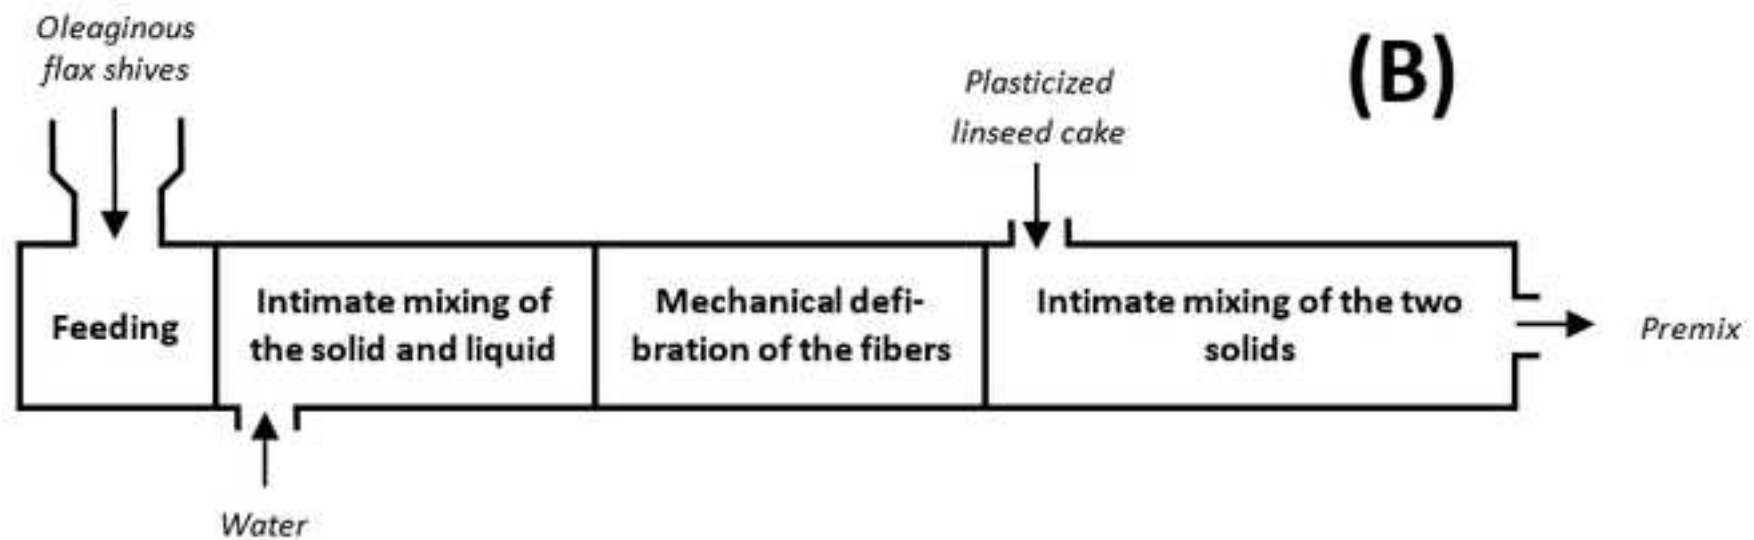 Oleaginous
flax shives
Plasticized
linseed cake
(B)
Feeding
Intimate mixing of
the solid and liquid
Mechanical defi-
bration of the fibers
Intimate mixing of the two
solids
Premix
Water